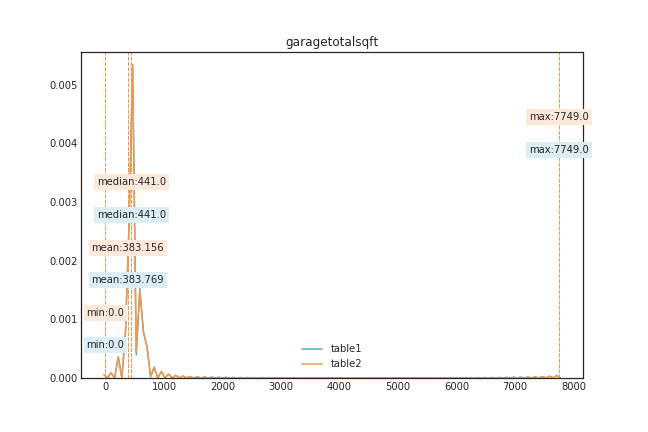 garagetotalsqft
0.005
0.004
0.003
0.002
0.001
0.000
max:7749.0
max:7749.0
median:441.0
median:441.0
mean:383.156
mean:383.769
min:0.0
min:0.0
table1
table2
0
1000
2000
3000
4000
5000
6000
7000
8000